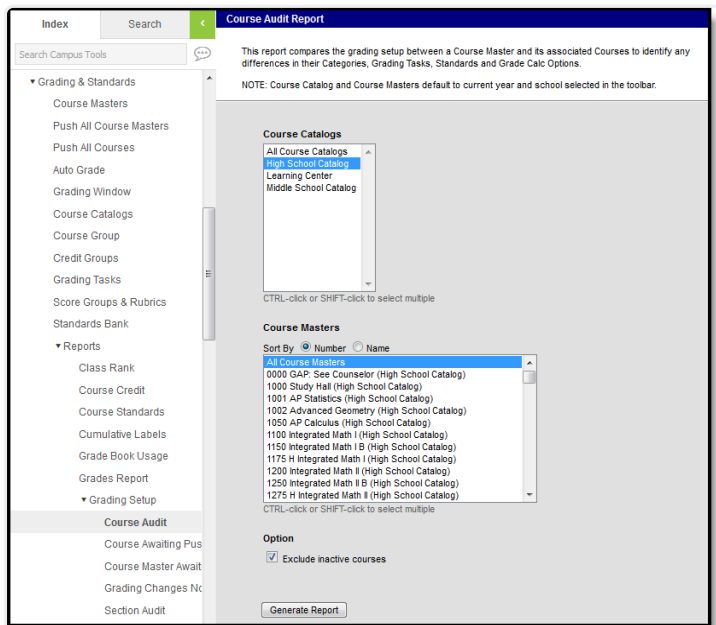 Index
Search
Search Campus Tools
Grading & Standards
Course Masters
Push All Course Masters
Push All Courses
Auto Grade
Grading Window
Course Catalogs
Course Group
Credit Groups
Grading Tasks
Score Groups & Rubrics
Standards Bank
Reports
Class Rank
Course Credit
Course Standards
Cumulative Labels
Grade Book Usage
Grades Report
Grading Setup
Course Audit
Course Awaiting Pus
Course Master Await
Grading Changes No
Section Audit
Course Audit Report
This report compares the grading setup between a Course Master and its associated Courses to identify any
differences in their Categories, Grading Tasks, Standards and Grade Calc Options.
NOTE: Course Catalog and Course Masters default to current year and school selected in the toolbar.
Course Catalogs
All Course Catalogs
High School Catalog
Learning Center
Middle School Catalog
CTRL-click or SHIFT-click to select multiple
Course Masters
Sort By Number Name
All Course Masters
0000 GAP: See Counselor (High School Catalog)
1000 Study Hall (High School Catalog)
1001 AP Statistics (High School Catalog)
1002 Advanced Geometry (High School Catalog)
1050 AP Calculus (High School Catalog)
1100 Integrated Math I (High School Catalog)
1150 Integrated Math I B (High School Catalog)
1175 H Integrated Math I (High School Catalog)
1200 Integrated Math II (High School Catalog)
1250 Integrated Math II B (High School Catalog)
1275 H Integrated Math II (High School Catalog)
CTRL-click or SHIFT-click to select multiple
Option
Exclude inactive courses
Generate Report